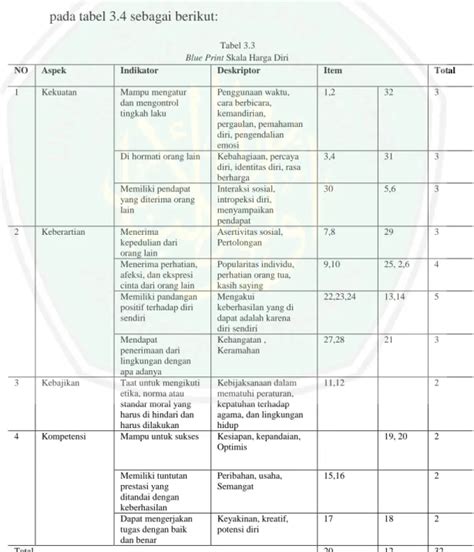 pada tabel 3.4 sebagai berikut:
Tabel 3.3
Blue Print Skala Harga Diri
NO Aspek Indikator Deskriptor Item Total
1 Kekuatan Mampu mengatur dan mengontrol tingkah laku Penggunaan waktu, cara berbicara, kemandirian, pergaulan, pemahaman diri, pengendalian emosi 1,2 32 3
Di hormati orang lain Kebahagiaan, percaya diri, identitas diri, rasa berharga 3,4 31 3
Memiliki pendapat yang diterima orang lain Interaksi sosial, intropeksi diri, menyampaikan pendapat 30 5,6 3
2 Keberartian Menerima kepedulian dari orang lain Asertivitas sosial, Pertolongan 7,8 29 3
Menerima perhatian, afeksi, dan ekspresi cinta dari orang lain Popularitas individu, perhatian orang tua, kasih saying 9,10 25, 2,6 4
Memiliki pandangan positif terhadap diri sendiri Mengakui keberhasilan yang di dapat adalah karena diri sendiri 22,23,24 13,14 5
Mendapat penerimaan dari lingkungan dengan apa adanya Kehangatan , Keramahan 27,28 21 3
3 Kebajikan Taat untuk mengikuti etika, norma atau standar moral yang harus di hindari dan harus dilakukan Kebijaksanaan dalam mematuhi peraturan, kepatuhan terhadap agama, dan lingkungan hidup 11,12 2
4 Kompetensi Mampu untuk sukses Kesiapan, kepandaian, Optimis 19, 20 2
Memiliki tuntutan prestasi yang ditandai dengan keberhasilan Peribahan, usaha, Semangat 15,16 2
Dapat mengerjakan tugas dengan baik dan benar Keyakinan, kreatif, potensi diri 17 18 2
Total 20 12 32